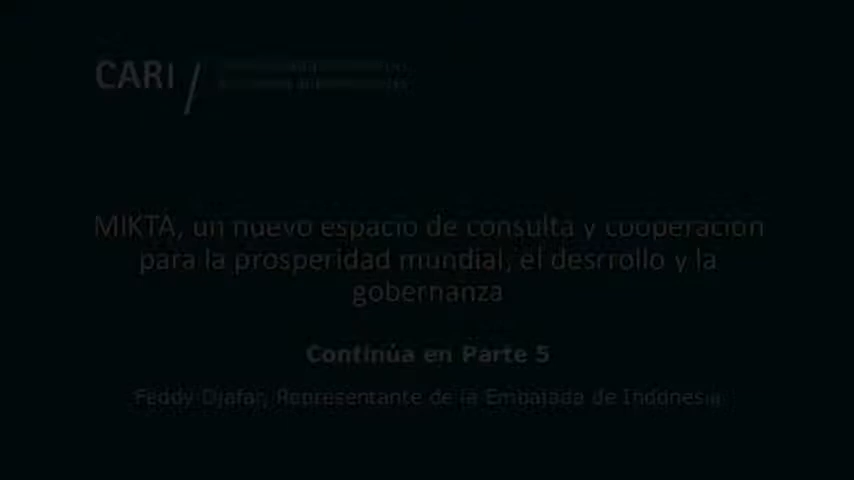 CARI /
MIKTA, un nuevo espacio de consulta y cooperación
para la prosperidad mundial, el desrrollo y la
gobernanza
Continúa en Parte 5
Feddy Djafar, Representante de la Embajada de Indonesia